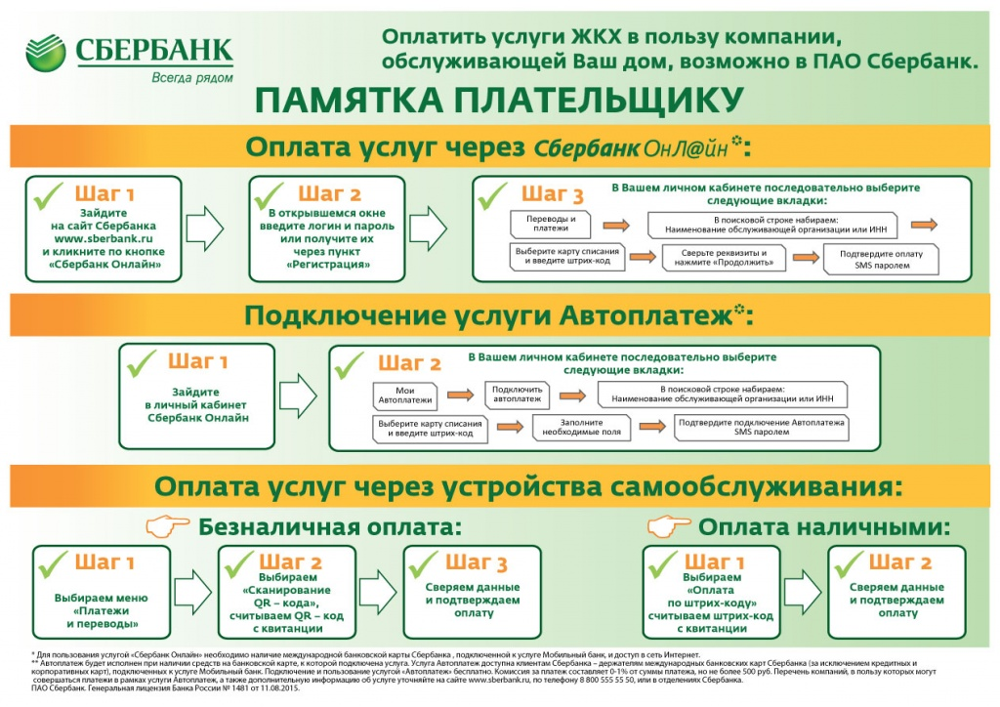 СБЕРБАНК
Всегда рядом
Оплатить услуги ЖКХ в пользу компании,
обслуживающей Ваш дом, возможно в ПАО Сбербанк.
ПАМЯТКА ПЛАТЕЛЬЩИКУ
Оплата услуг через Сбербанк ОнЛ@йн*:
Шаг 1
Зайдите
на сайт Сбербанка
www.sberbank.ru
и кликните по кнопке
«Сбербанк Онлайн»
Шаг 2
В открывшемся окне
введите логин и пароль
или получите их
через пункт
«Регистрация»
Шаг 3
В Вашем личном кабинете последовательно выберите
следующие вкладки:
Переводы и
платежи
В поисковой строке набираем:
Наименование обслуживающей организации или ИНН
Выберите карту списания
и введите штрих-код
Сверьте реквизиты и
нажмите «Продолжить»
Подтвердите оплату
SMS паролем
Подключение услуги Автоплатеж*:
Шаг 1
Зайдите
в личный кабинет
Сбербанк Онлайн
Шаг 2
В Вашем личном кабинете последовательно выберите
следующие вкладки:
Мои
Автоплатежи
Подключить
автоплатеж
В поисковой строке набираем:
Наименование обслуживающей организации или ИНН
Выберите карту списания
и введите штрих-код
Заполните
необходимые поля
Подтвердите подключение Автоплатежа
SMS паролем
Оплата услуг через устройства самообслуживания:
Безналичная оплата:
Шаг 1
Выбираем меню
«Платежи
и переводы»
Шаг 2
Выбираем
«Сканирование
QR – кода»,
считываем QR – код
с квитанции
Шаг 3
Сверяем данные
и подтверждаем
оплату
Оплата наличными:
Шаг 1
Выбираем
«Оплата
по штрих-коду»
считываем штрих-код
с квитанции
Шаг 2
Сверяем данные
и подтверждаем
оплату
* Для пользования услугой «Сбербанк Онлайн» необходимо наличие международной банковской карты Сбербанка , подключенной к услуге Мобильный банк, и доступ в сеть Интернет.
** Автоплатеж будет исполнен при наличии средств на банковской карте, к которой подключена услуга. Услуга Автоплатеж доступна клиентам Сбербанка – держателям международных банковских карт Сбербанка (за исключением кредитных и
корпоративных карт), подключенных к услуге Мобильный банк. Подключение и пользование услугой «Автоплатеж» бесплатно. Комиссия за платеж составляет 0-1% от суммы платежа, но не более 500 руб. Перечень компаний, в пользу которых могут
совершаться платежи в рамках услуги Автоплатеж, а также дополнительную информацию об услуге уточняйте на сайте www.sberbank.ru, по телефону 8 800 555 55 50, или в отделениях Сбербанка.
ПАО Сбербанк. Генеральная лицензия Банка России № 1481 от 11.08.2015.